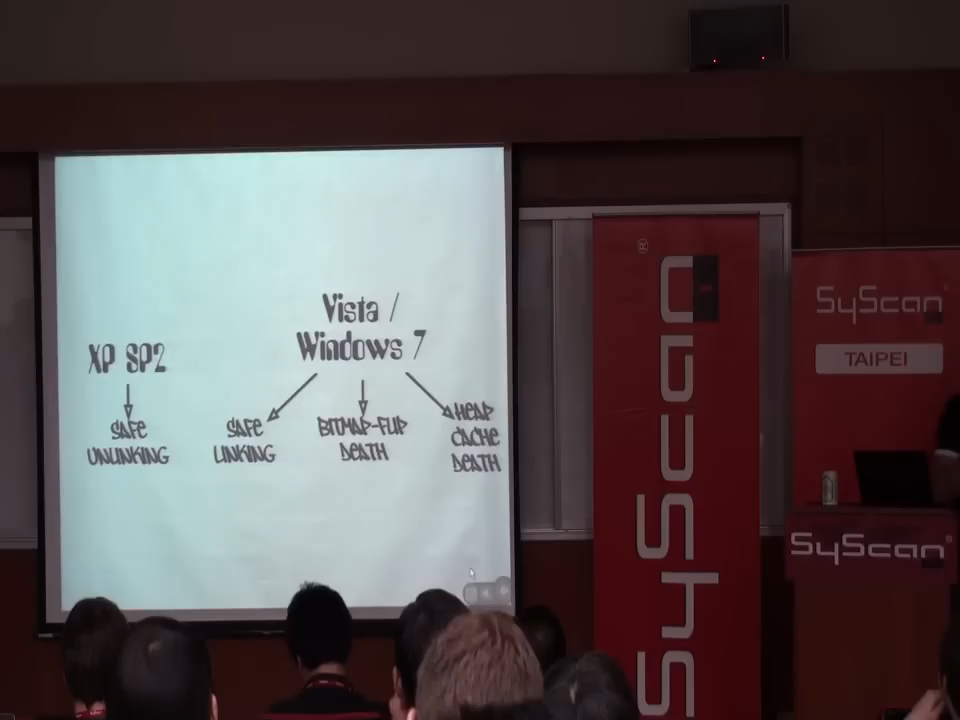 Vista /
Windows 7
XP SP2
SAFE
UNLINKING
SAFE
LINKING
BITMAP-FLIP
DEATH
HEAP
CACHE
DEATH
SyScan®
SyScan
TAIPEI
SyScan